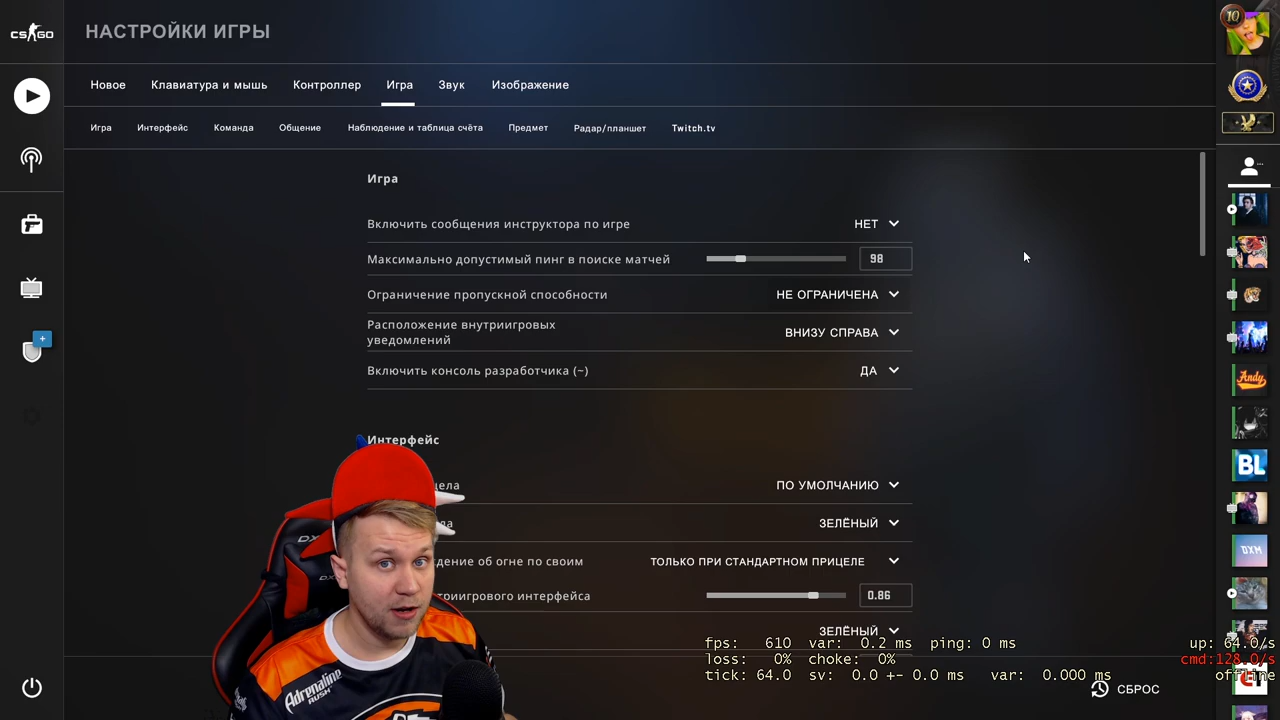 CS GO
НАСТРОЙКИ ИГРЫ
10
Новое Клавиатура и мышь Контроллер Игра Звук Изображение
Игра Интерфейс Команда Общение Наблюдение и таблица счёта Предмет Радар/планшет Twitch.tv
Игра
Включить сообщения инструктора по игре НЕТ
Максимально допустимый пинг в поиске матчей 98
Ограничение пропускной способности НЕ ОГРАНИЧЕНА
Расположение внутриигровых
уведомлений ВНИЗУ СПРАВА
Включить консоль разработчика (~) ДА
Andy
Интерфейс
BL
ПО УМОЛЧАНИЮ
ЗЕЛЁНЫЙ
об огне по своим ТОЛЬКО ПРИ СТАНДАРТНОМ ПРИЦЕЛЕ
DXM
интерфейса 0.86
ЗЕЛЁНЫЙ
fps: 610 var: 0.2 ms ping: 0 ms up: 64.0/s
loss: 0% choke: 0% cmd:128.0/s
tick: 64.0 sv: 0.0 +- 0.0 ms var: 0.000 ms offline
СБРОС
Adrenaline
RUSH